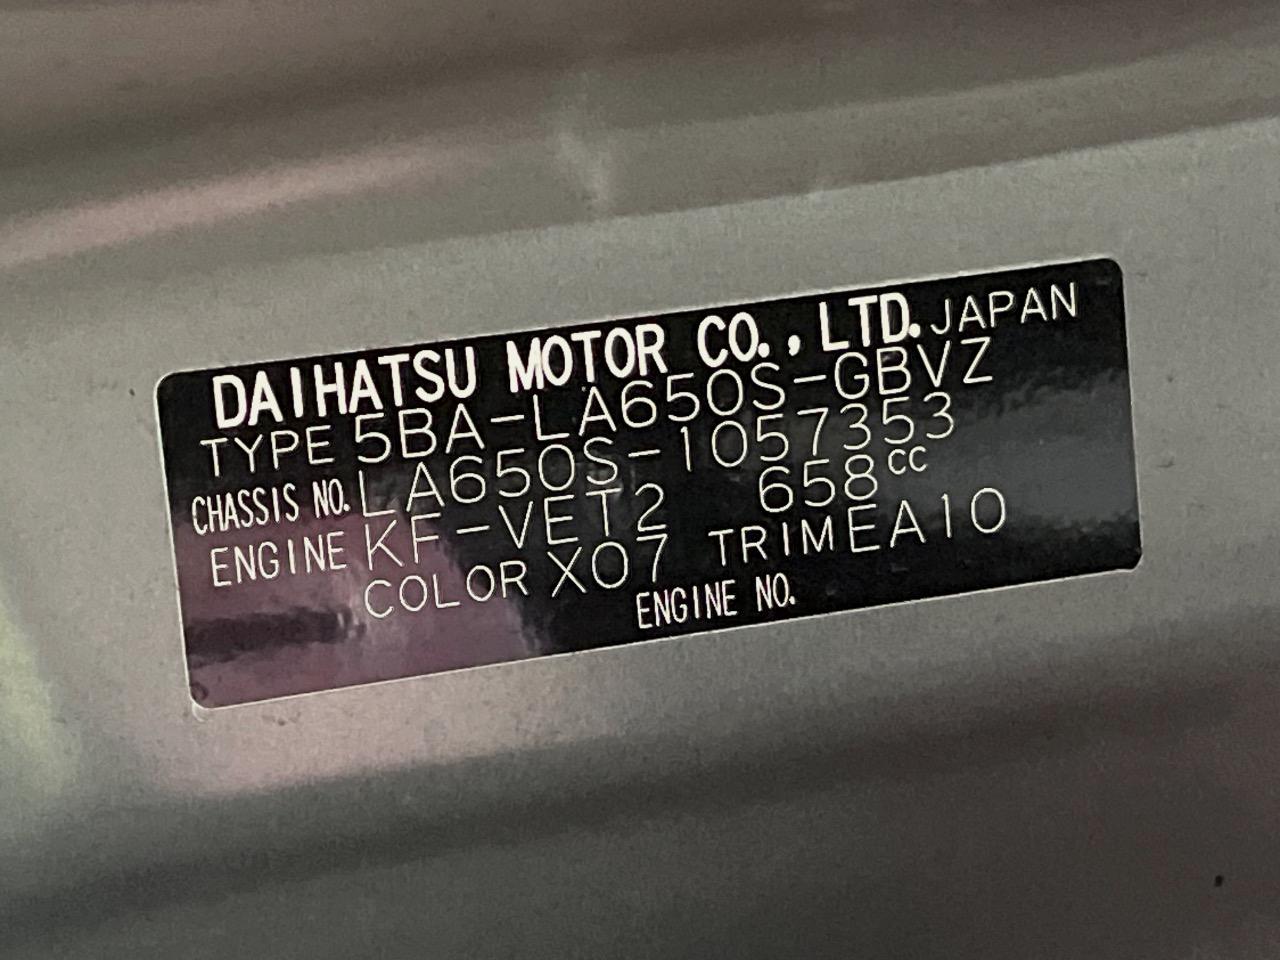 DAIHATSU MOTOR CO., LTD. JAPAN
TYPE 5BA-LA650S-GBVZ
CHASSIS NO. LA650S-1057353
ENGINE KF-VET2 658cc
COLOR X07 TRIM EA10
ENGINE NO.